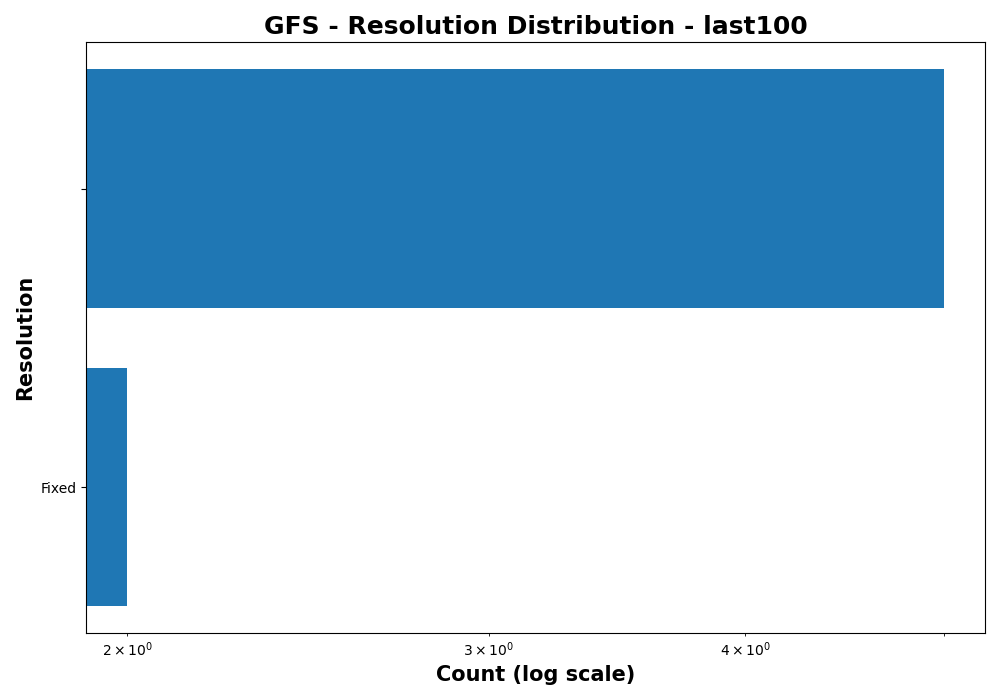 GFS - Resolution Distribution - last100
Resolution
Fixed
2 × 10⁰
3 × 10⁰
4 × 10⁰
Count (log scale)